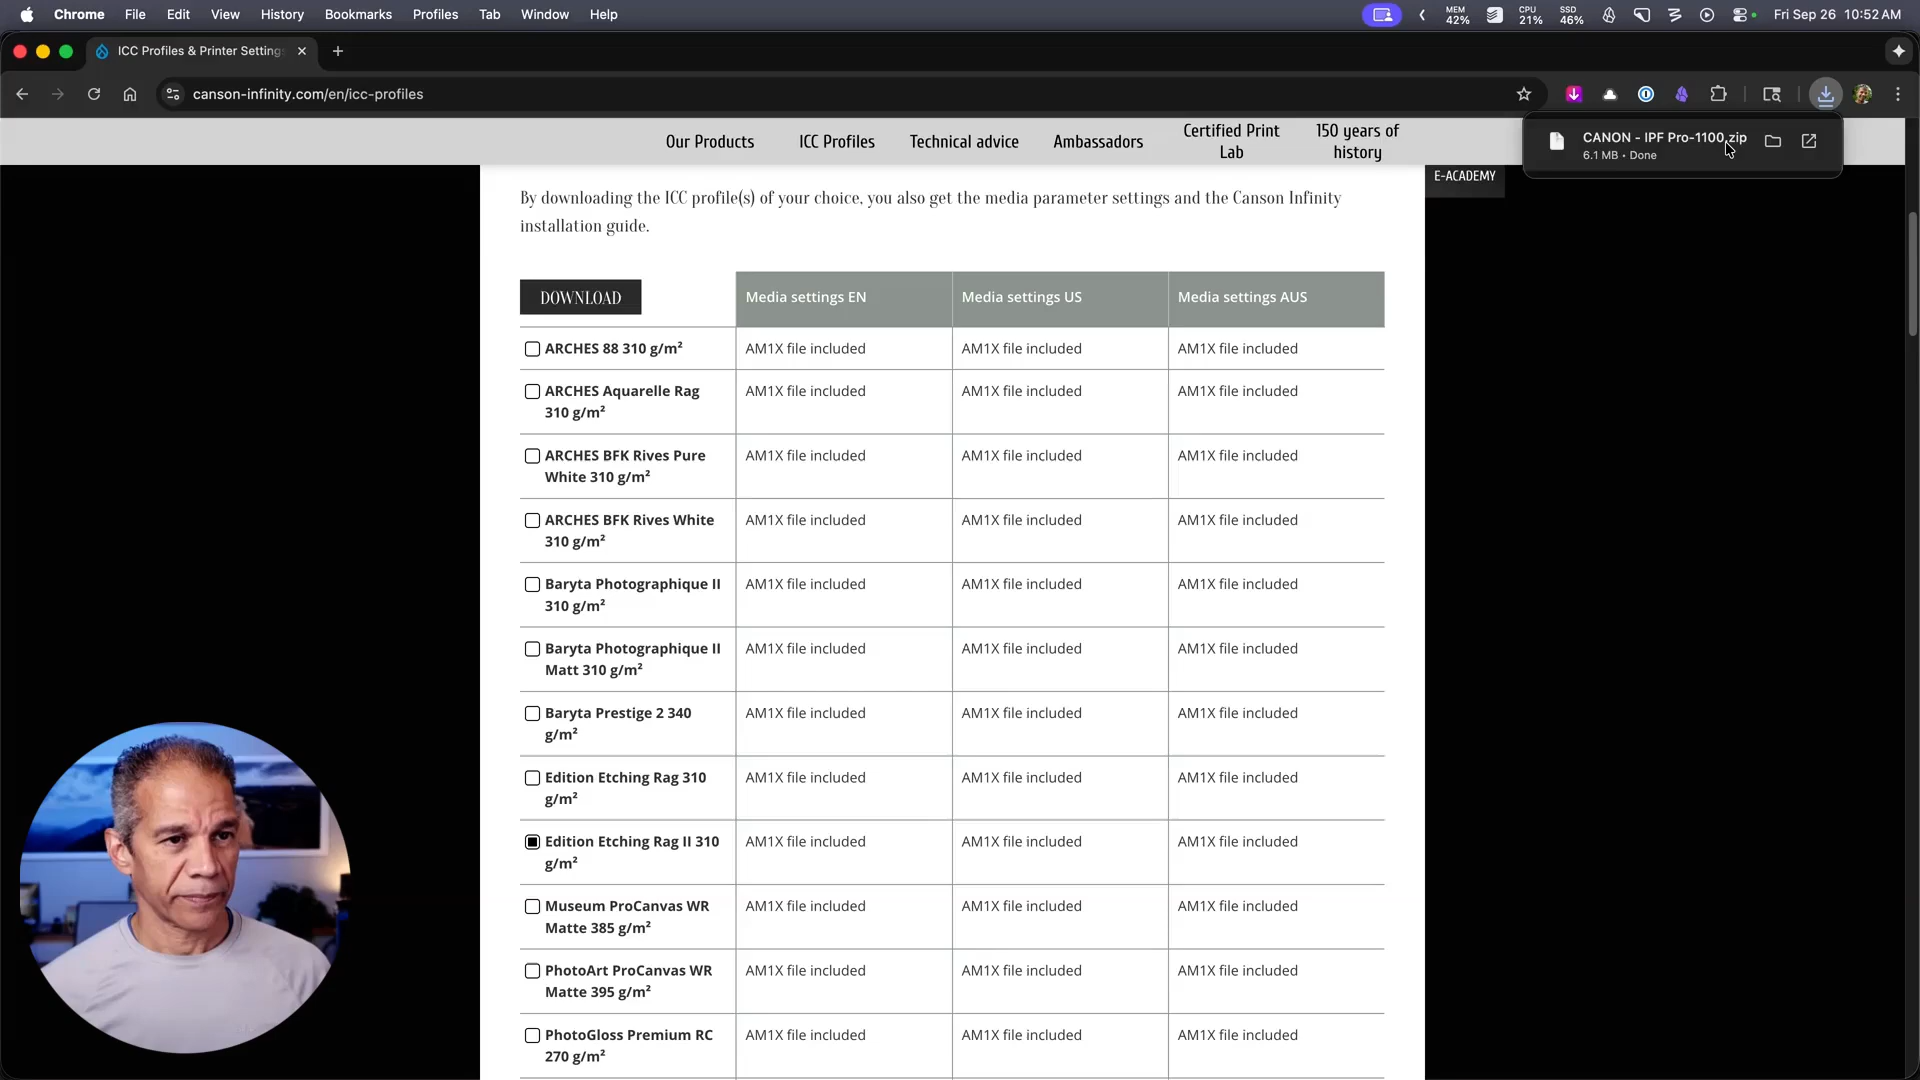 Chrome File Edit View History Bookmarks Profiles Tab Window Help
MEM 42% CPU 21% SSD 46% Fri Sep 26 10:52 AM
ICC Profiles & Printer Setting
canson-infinity.com/en/icc-profiles
Our Products
ICC Profiles
Technical advice
Ambassadors
Certified Print
Lab
150 years of
history
CANON - IPF Pro-1100.zip
6.1 MB • Done
E-ACADEMY
By downloading the ICC profile(s) of your choice, you also get the media parameter settings and the Canson Infinity
installation guide.
DOWNLOAD Media settings EN Media settings US Media settings AUS
ARCHES 88 310 g/m² AM1X file included AM1X file included AM1X file included
ARCHES Aquarelle Rag AM1X file included AM1X file included AM1X file included
310 g/m²
ARCHES BFK Rives Pure AM1X file included AM1X file included AM1X file included
White 310 g/m²
ARCHES BFK Rives White AM1X file included AM1X file included AM1X file included
310 g/m²
Baryta Photographique II AM1X file included AM1X file included AM1X file included
310 g/m²
Baryta Photographique II AM1X file included AM1X file included AM1X file included
Matt 310 g/m²
Baryta Prestige 2 340 AM1X file included AM1X file included AM1X file included
g/m²
Edition Etching Rag 310 AM1X file included AM1X file included AM1X file included
g/m²
Edition Etching Rag II 310 AM1X file included AM1X file included AM1X file included
g/m²
Museum ProCanvas WR AM1X file included AM1X file included AM1X file included
Matte 385 g/m²
PhotoArt ProCanvas WR AM1X file included AM1X file included AM1X file included
Matte 395 g/m²
PhotoGloss Premium RC AM1X file included AM1X file included AM1X file included
270 g/m²